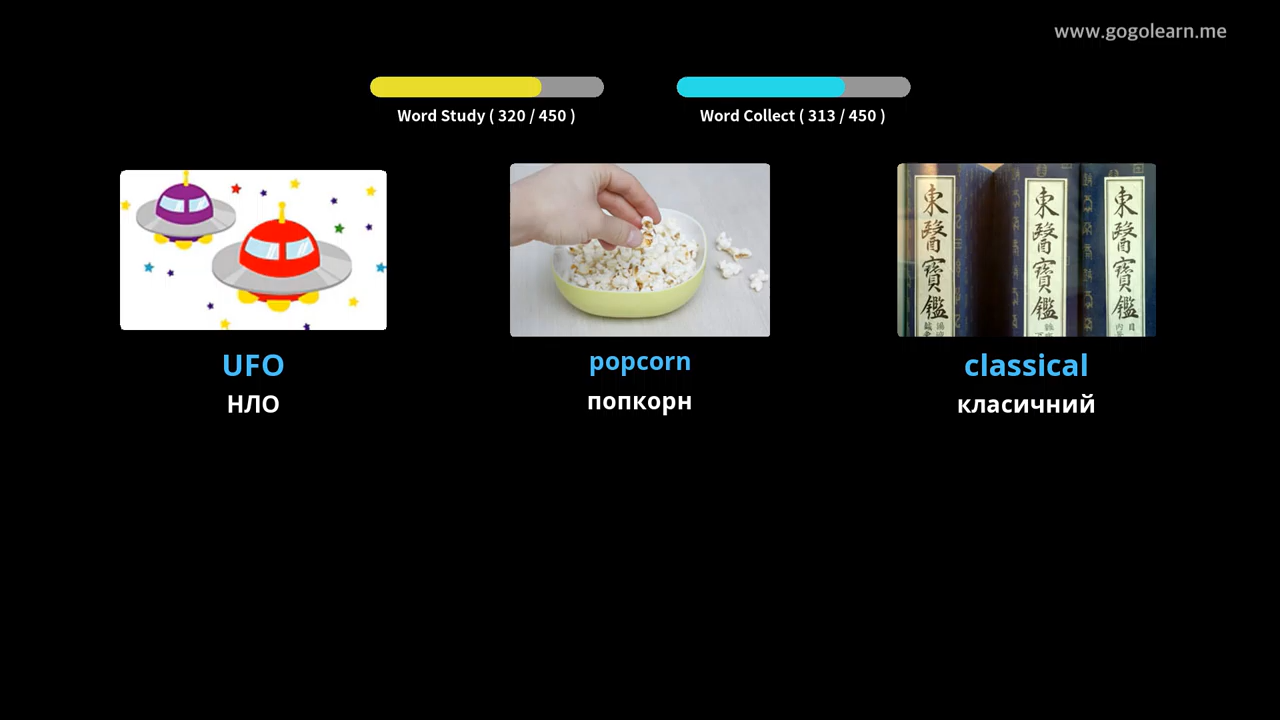 www.gogolearn.me
Word Study ( 320 / 450 )
Word Collect ( 313 / 450 )
東醫寶鑑
東醫寶鑑
東醫寶鑑
UFO
popcorn
classical
НЛО
попкорн
класичний